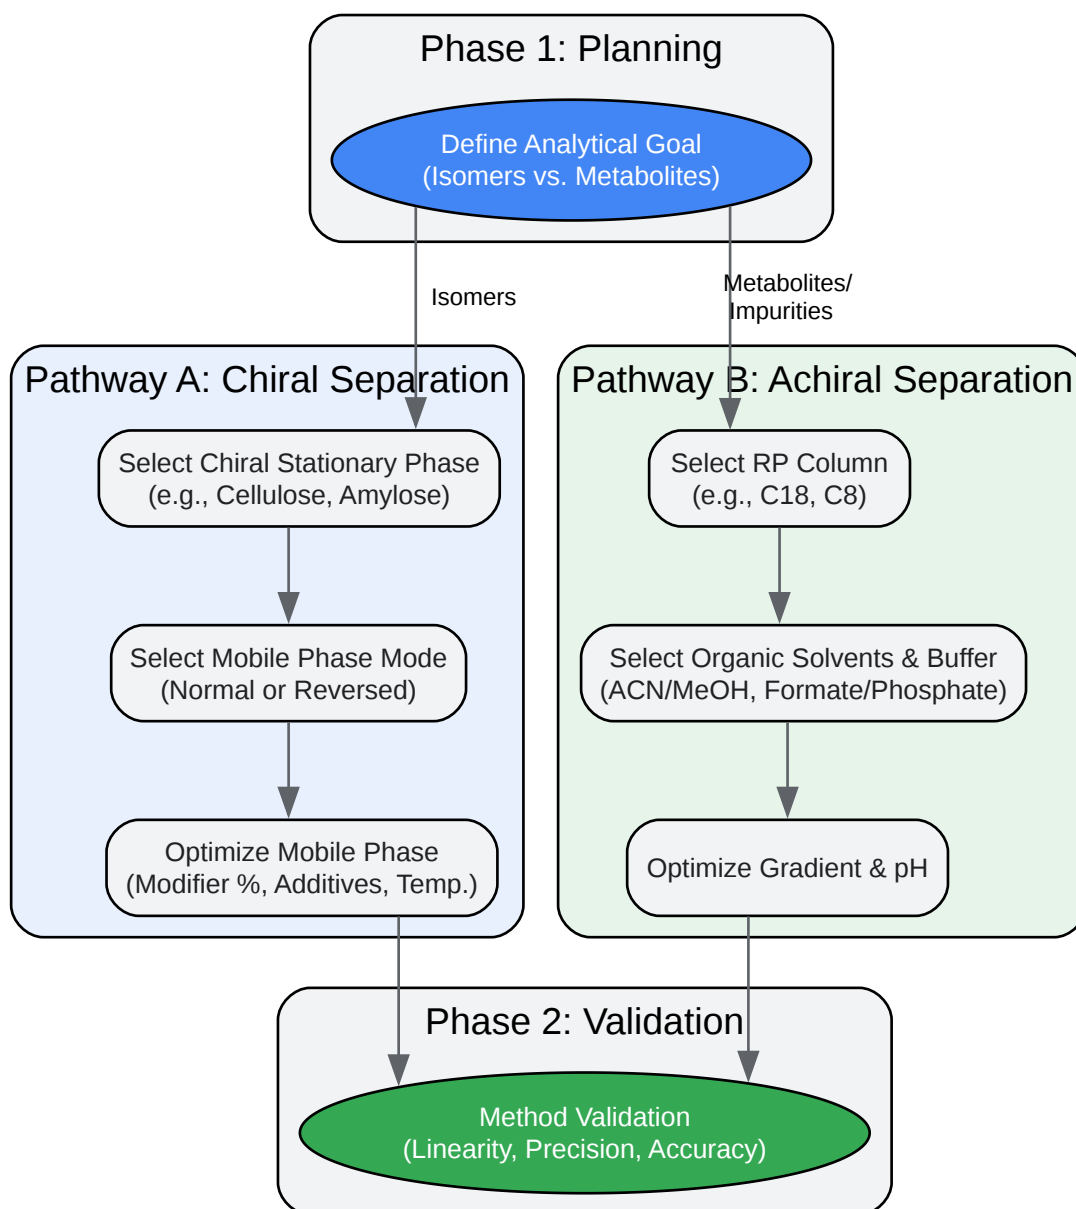 Phase 1: Planning
Define Analytical Goal
(Isomers vs. Metabolites)
Isomers
Metabolites/
Impurities
Pathway A: Chiral Separation
Select Chiral Stationary Phase
(e.g., Cellulose, Amylose)
Select Mobile Phase Mode
(Normal or Reversed)
Optimize Mobile Phase
(Modifier %, Additives, Temp.)
Pathway B: Achiral Separation
Select RP Column
(e.g., C18, C8)
Select Organic Solvents & Buffer
(ACN/MeOH, Formate/Phosphate)
Optimize Gradient & pH
Phase 2: Validation
Method Validation
(Linearity, Precision, Accuracy)